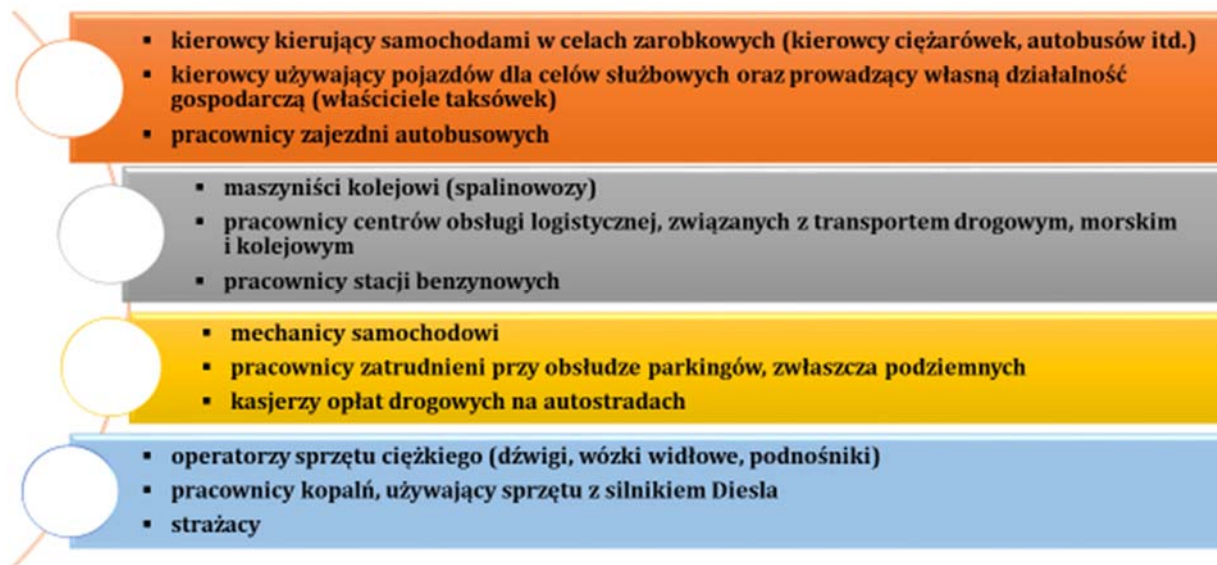 ▪ kierowcy kierujący samochodami w celach zarobkowych (kierowcy ciężarówek, autobusów itd.)
▪ kierowcy używający pojazdów dla celów służbowych oraz prowadzący własną działalność
gospodarczą (właściciele taksówek)
▪ pracownicy zajezdni autobusowych
▪ maszyniści kolejowi (spalinowozy)
▪ pracownicy centrów obsługi logistycznej, związanych z transportem drogowym, morskim
i kolejowym
▪ pracownicy stacji benzynowych
▪ mechanicy samochodowi
▪ pracownicy zatrudnieni przy obsłudze parkingów, zwłaszcza podziemnych
▪ kasjerzy opłat drogowych na autostradach
▪ operatorzy sprzętu ciężkiego (dźwigi, wózki widłowe, podnośniki)
▪ pracownicy kopalń, używający sprzętu z silnikiem Diesla
▪ strażacy